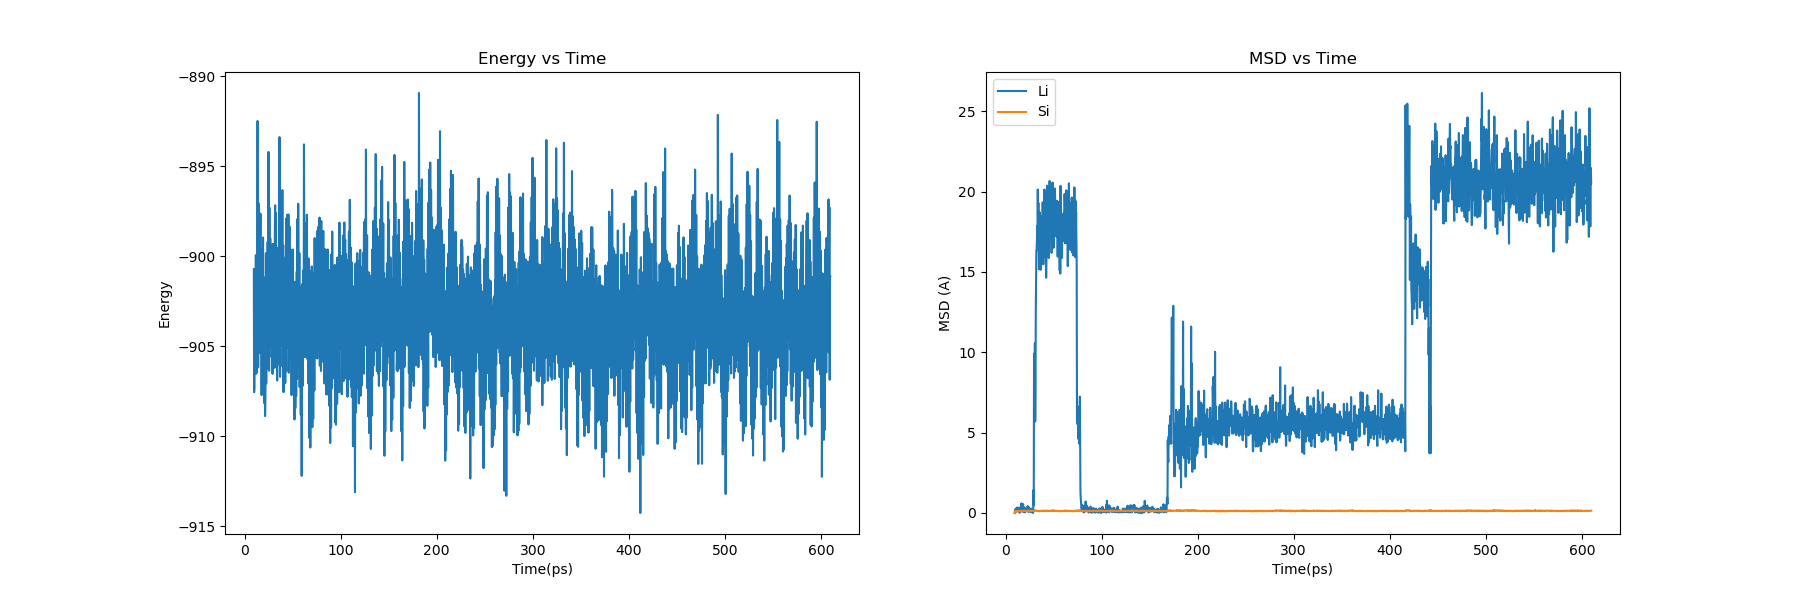 Energy vs Time
Energy
−890
−895
−900
−905
−910
−915
0 100 200 300 400 500 600
Time(ps)
MSD vs Time
Li
Si
MSD (A)
25
20
15
10
5
0
0 100 200 300 400 500 600
Time(ps)